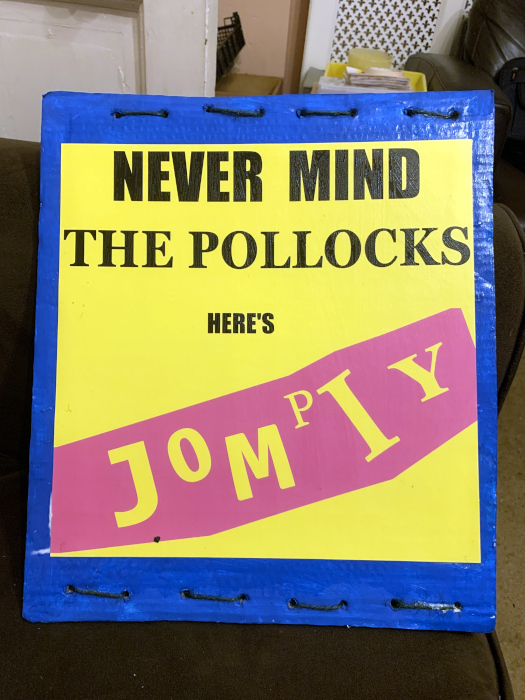 NEVER MIND
THE POLLOCKS
HERE'S
JOMPIY